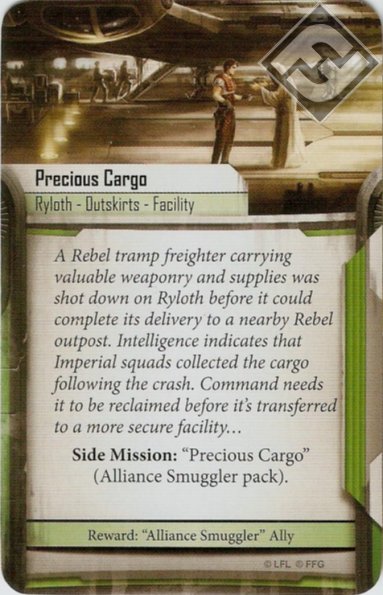 Precious Cargo
Ryloth - Outskirts - Facility
A Rebel tramp freighter carrying
valuable weaponry and supplies was
shot down on Ryloth before it could
complete its delivery to a nearby Rebel
outpost. Intelligence indicates that
Imperial squads collected the cargo
following the crash. Command needs
it to be reclaimed before it's transferred
to a more secure facility…
Side Mission: “Precious Cargo”
(Alliance Smuggler pack).
Reward: “Alliance Smuggler” Ally
© LFL ® FFG